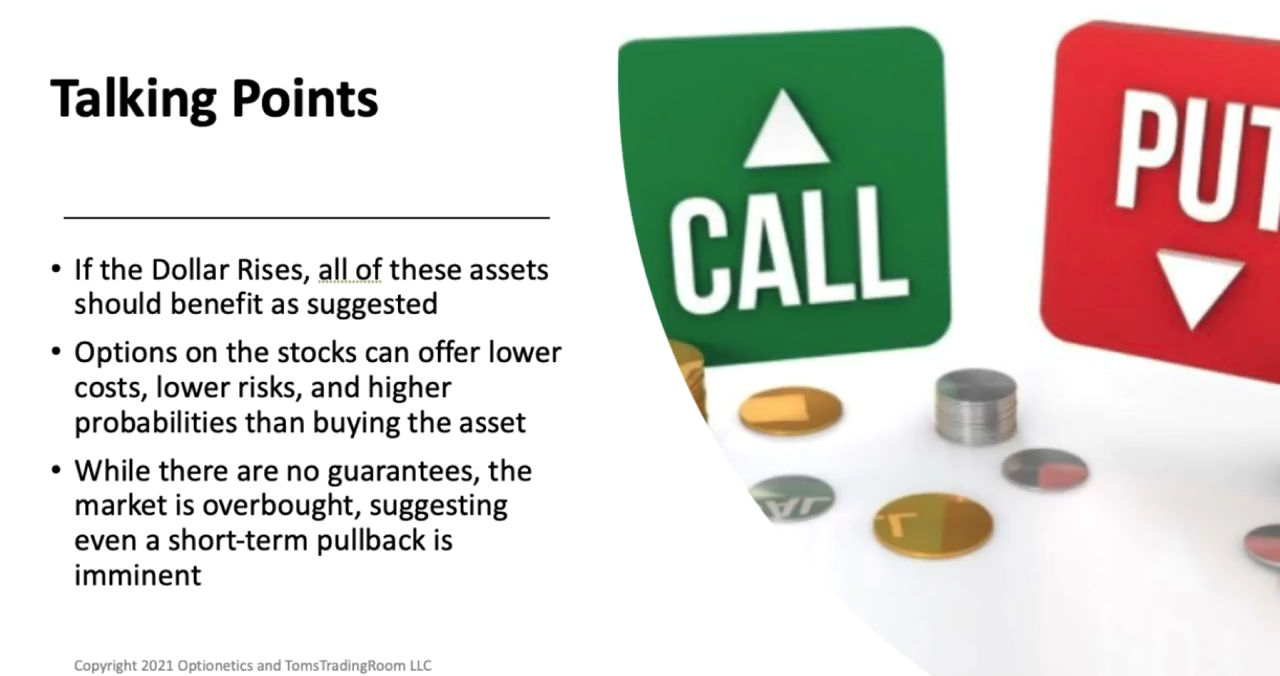 Talking Points
• If the Dollar Rises, all of these assets
should benefit as suggested
• Options on the stocks can offer lower
costs, lower risks, and higher
probabilities than buying the asset
• While there are no guarantees, the
market is overbought, suggesting
even a short-term pullback is
imminent
Copyright 2021 Optionetics and TomsTradingRoom LLC
CALL
PUT